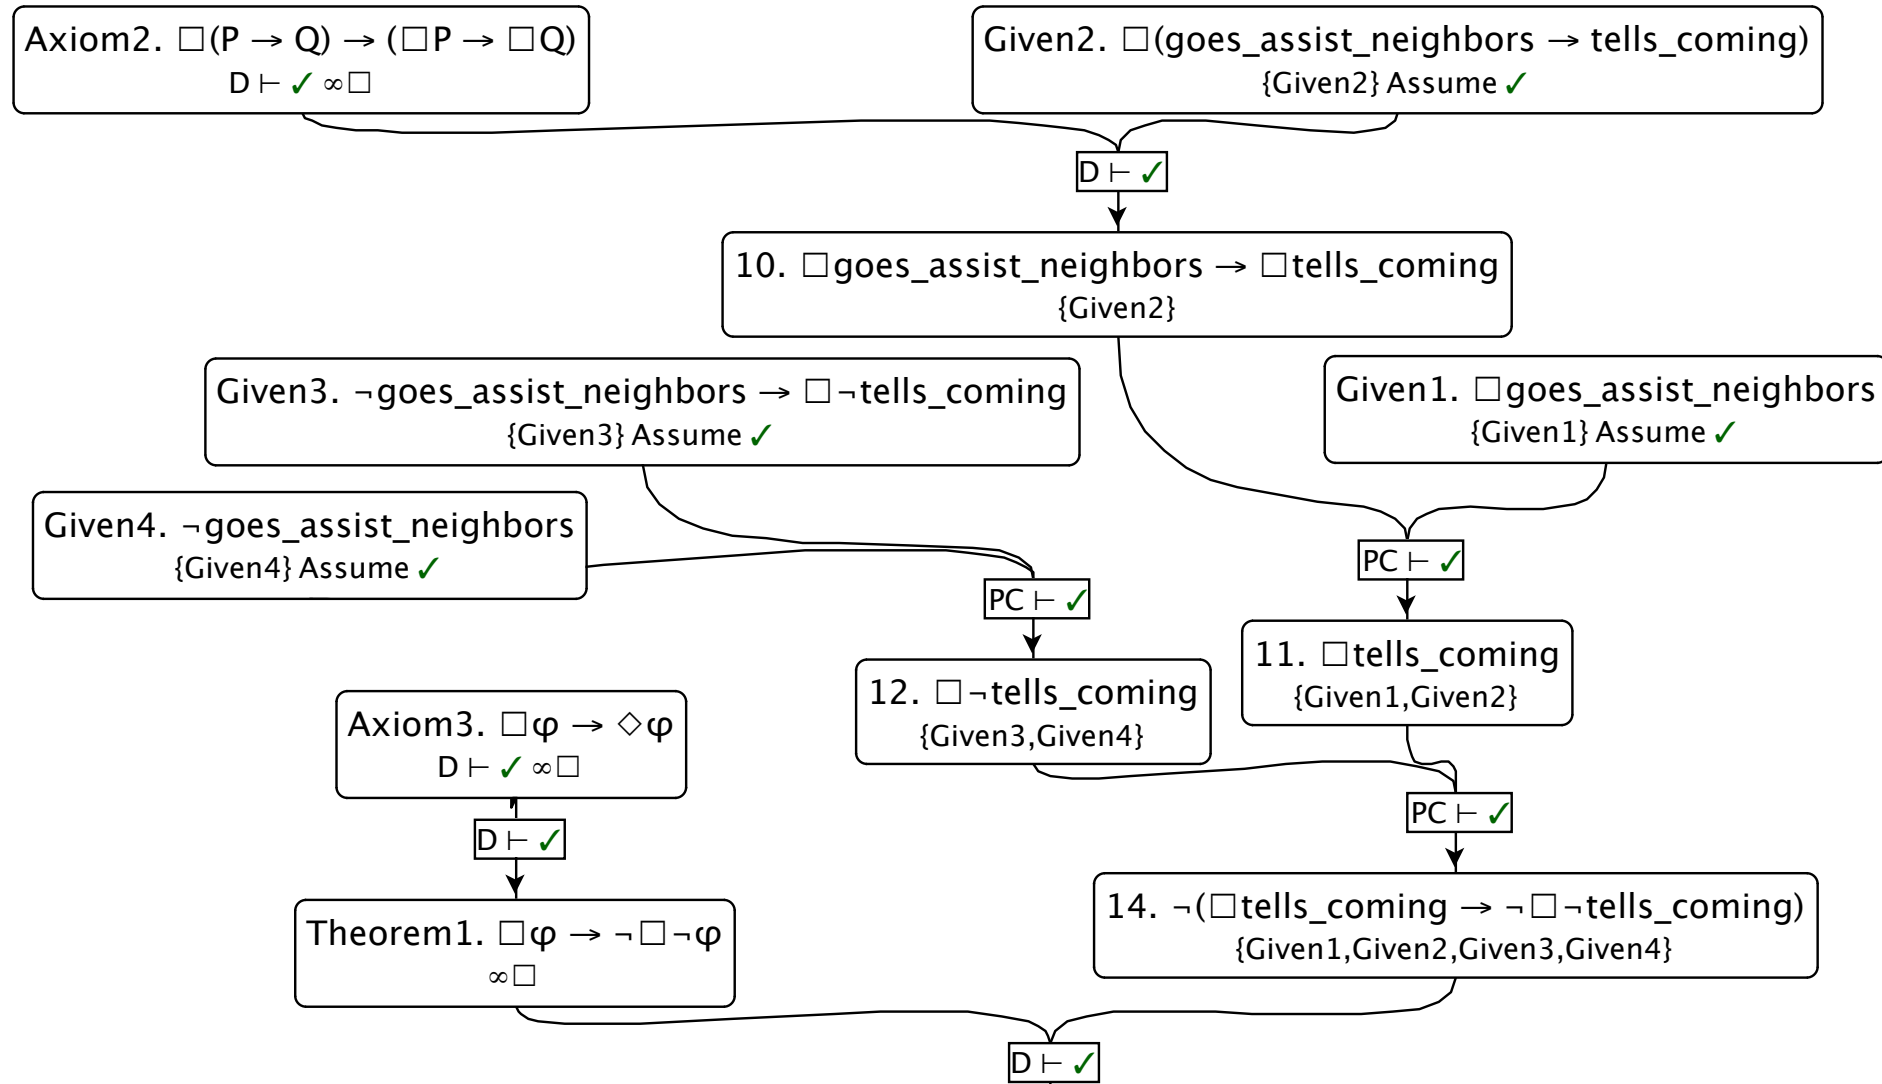 Axiom2. □(P → Q) → (□P → □Q)
D ⊢ ✓ ∞□
Given2. □(goes_assist_neighbors → tells_coming)
{Given2} Assume ✓
D ⊢ ✓
10. □goes_assist_neighbors → □tells_coming
{Given2}
Given3. ¬goes_assist_neighbors → □¬tells_coming
{Given3} Assume ✓
Given1. □goes_assist_neighbors
{Given1} Assume ✓
Given4. ¬goes_assist_neighbors
{Given4} Assume ✓
PC ⊢ ✓
PC ⊢ ✓
11. □tells_coming
{Given1,Given2}
12. □¬tells_coming
{Given3,Given4}
Axiom3. □φ → ◇φ
D ⊢ ✓ ∞□
PC ⊢ ✓
D ⊢ ✓
14. ¬(□tells_coming → ¬□¬tells_coming)
{Given1,Given2,Given3,Given4}
Theorem1. □φ → ¬□¬φ
∞□
D ⊢ ✓